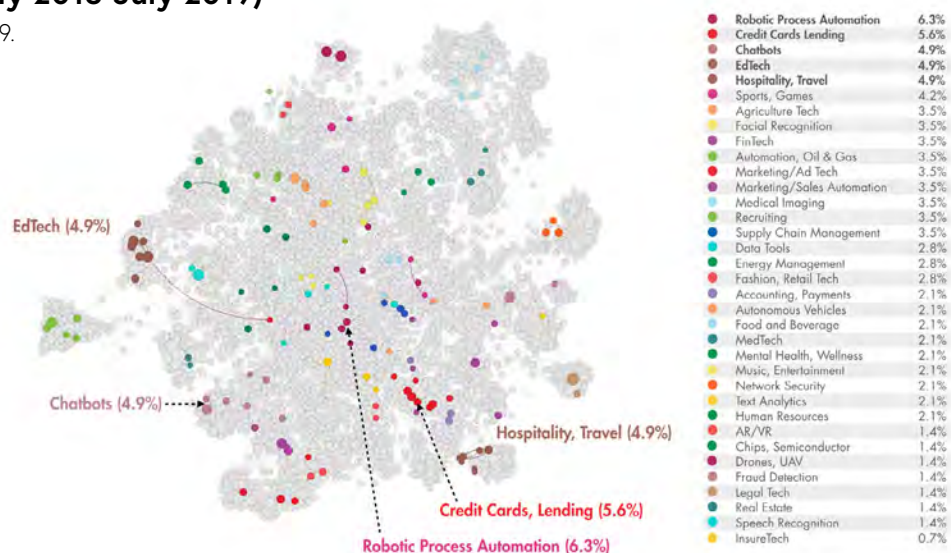 9.
Robotic Process Automation 6.3%
Credit Cards Lending 5.6%
Chatbots 4.9%
EdTech 4.9%
Hospitality, Travel 4.9%
Sports, Games 4.2%
Agriculture Tech 3.5%
Facial Recognition 3.5%
FinTech 3.5%
Automation, Oil & Gas 3.5%
Marketing/Ad Tech 3.5%
Marketing/Sales Automation 3.5%
Medical Imaging 3.5%
Recruiting 3.5%
Supply Chain Management 3.5%
Data Tools 2.8%
Energy Management 2.8%
Fashion, Retail Tech 2.8%
Accounting, Payments 2.1%
Autonomous Vehicles 2.1%
Food and Beverage 2.1%
MedTech 2.1%
Mental Health, Wellness 2.1%
Music, Entertainment 2.1%
Network Security 2.1%
Text Analytics 2.1%
Human Resources 2.1%
AR/VR 1.4%
Chips, Semiconductor 1.4%
Drones, UAV 1.4%
Fraud Detection 1.4%
Legal Tech 1.4%
Real Estate 1.4%
Speech Recognition 1.4%
InsureTech 0.7%
EdTech (4.9%)
Chatbots (4.9%)
Hospitality, Travel (4.9%)
Credit Cards, Lending (5.6%)
Robotic Process Automation (6.3%)